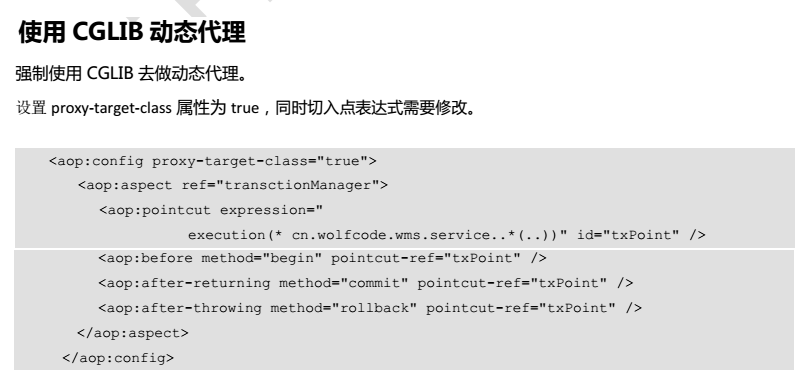 使用 CGLIB 动态代理
强制使用 CGLIB 去做动态代理。
设置 proxy-target-class 属性为 true，同时切入点表达式需要修改。
<aop:config proxy-target-class="true">
<aop:aspect ref="transctionManager">
<aop:pointcut expression="
execution(* cn.wolfcode.wms.service..*(..))" id="txPoint" />
<aop:before method="begin" pointcut-ref="txPoint" />
<aop:after-returning method="commit" pointcut-ref="txPoint" />
<aop:after-throwing method="rollback" pointcut-ref="txPoint" />
</aop:aspect>
</aop:config>